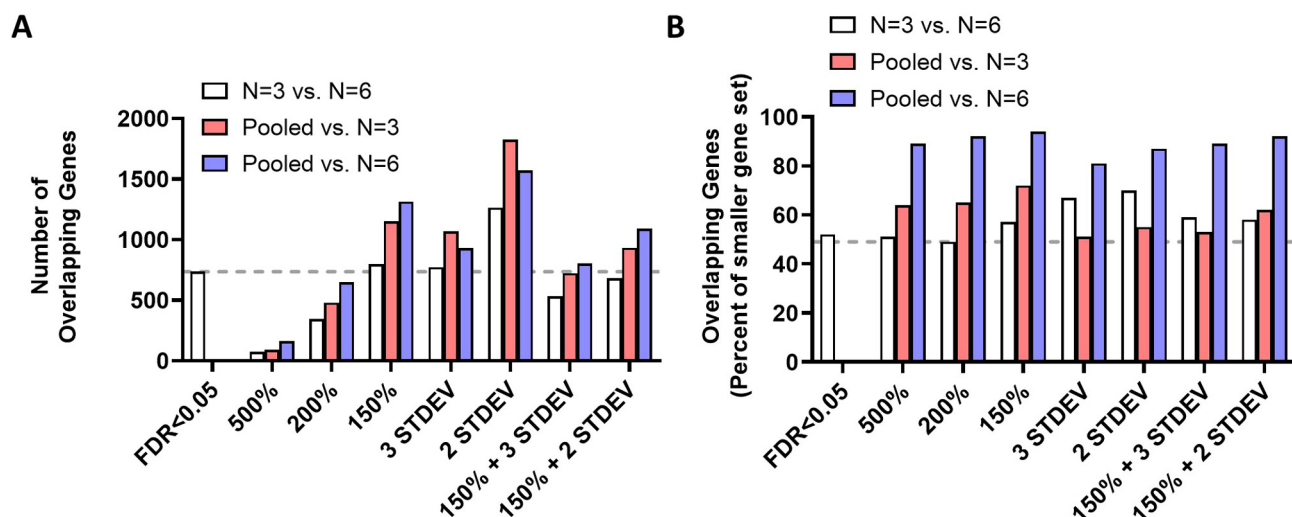 A
N=3 vs. N=6
Pooled vs. N=3
Pooled vs. N=6
Number of
Overlapping Genes
2000
1500
1000
500
0
FDR<0.05
500%
200%
150%
3 STDEV
2 STDEV
150% + 3 STDEV
150% + 2 STDEV
B
N=3 vs. N=6
Pooled vs. N=3
Pooled vs. N=6
Overlapping Genes
(Percent of smaller gene set)
100
80
60
40
20
0
FDR<0.05
500%
200%
150%
3 STDEV
2 STDEV
150% + 3 STDEV
150% + 2 STDEV